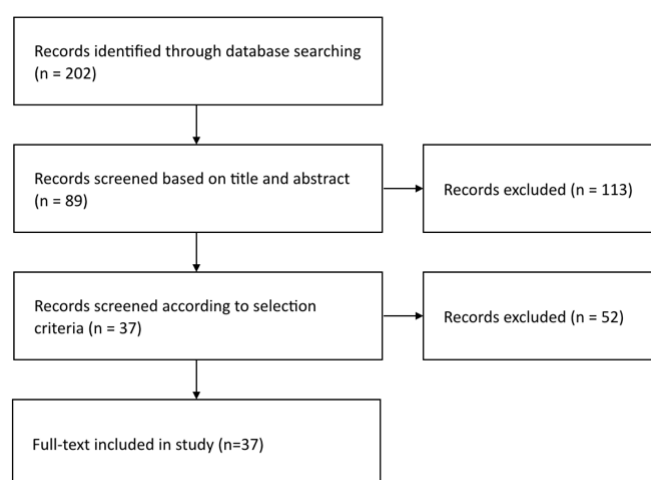 Records identified through database searching
(n = 202)
Records screened based on title and abstract
(n = 89)
Records excluded (n = 113)
Records screened according to selection
criteria (n = 37)
Records excluded (n = 52)
Full-text included in study (n=37)